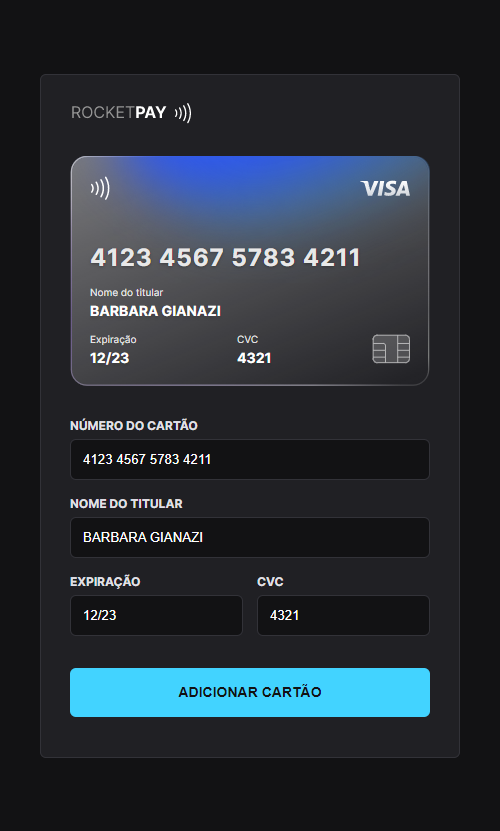 ROCKETPAY
VISA
4123 4567 5783 4211
Nome do titular
BARBARA GIANAZI
Expiração CVC
12/23 4321
NÚMERO DO CARTÃO
4123 4567 5783 4211
NOME DO TITULAR
BARBARA GIANAZI
EXPIRAÇÃO CVC
12/23 4321
ADICIONAR CARTÃO